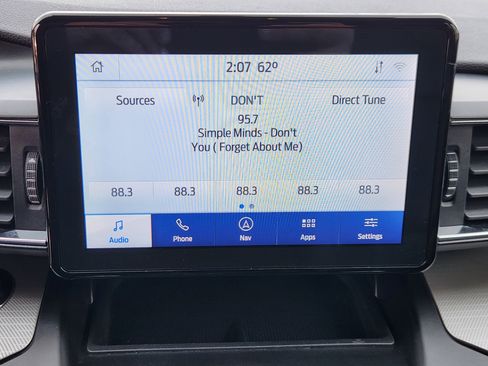 2:07 62°
Sources DON'T Direct Tune
95.7
Simple Minds - Don't
You ( Forget About Me)
88.3 88.3 88.3 88.3 88.3
Audio Phone Nav Apps Settings